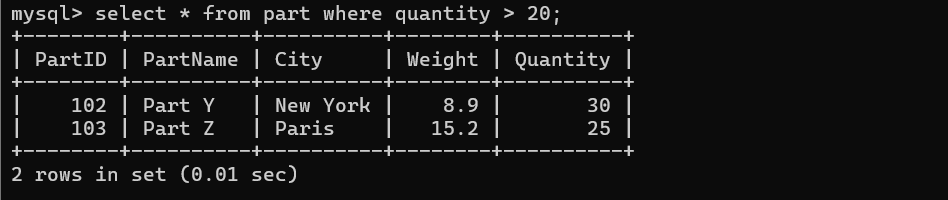 mysql> select * from part where quantity > 20;
+--------+----------+----------+--------+----------+
| PartID | PartName | City     | Weight | Quantity |
+--------+----------+----------+--------+----------+
|    102 | Part Y   | New York |    8.9 |       30 |
|    103 | Part Z   | Paris    |   15.2 |       25 |
+--------+----------+----------+--------+----------+
2 rows in set (0.01 sec)